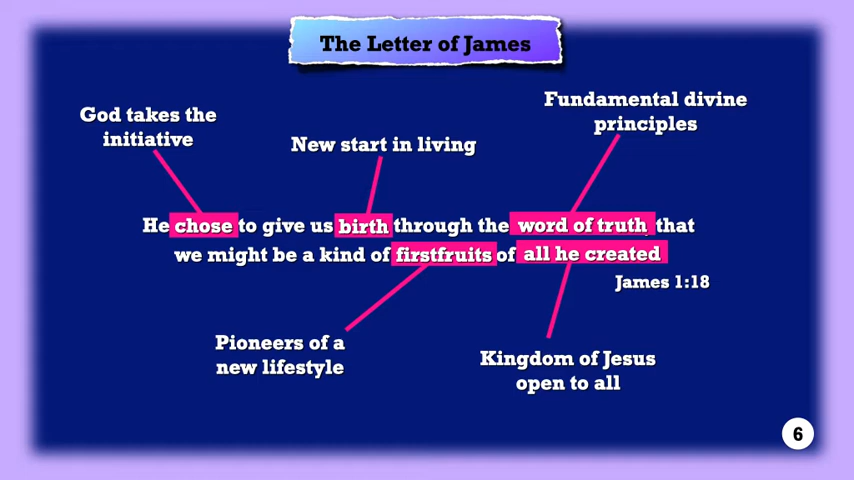 The Letter of James
God takes the
initiative
New start in living
Fundamental divine
principles
He chose to give us birth through the word of truth, that
we might be a kind of firstfruits of all he created
James 1:18
Pioneers of a
new lifestyle
Kingdom of Jesus
open to all
6